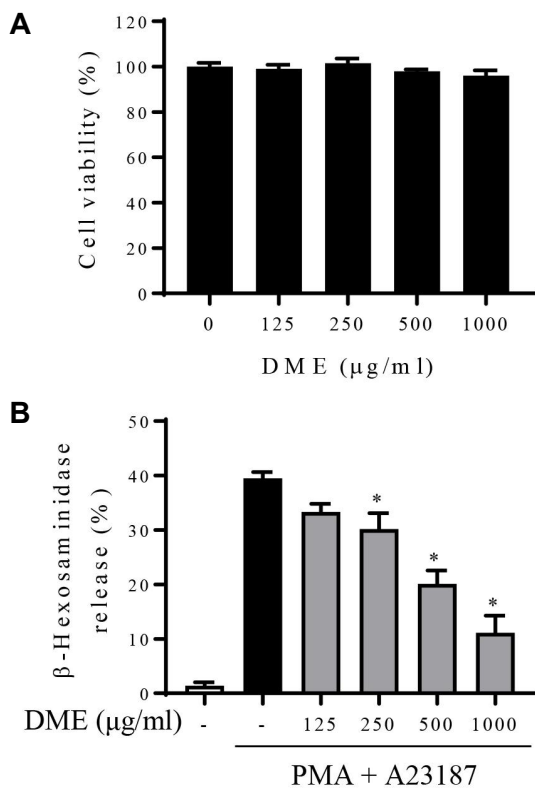 A
Cell viability (%)
120
100
80
60
40
20
0
0 125 250 500 1000
DME (μg/ml)
B
β-Hexosaminidase
release (%)
50
40
30
20
10
0
*
*
*
DME (μg/ml) - - 125 250 500 1000
PMA + A23187